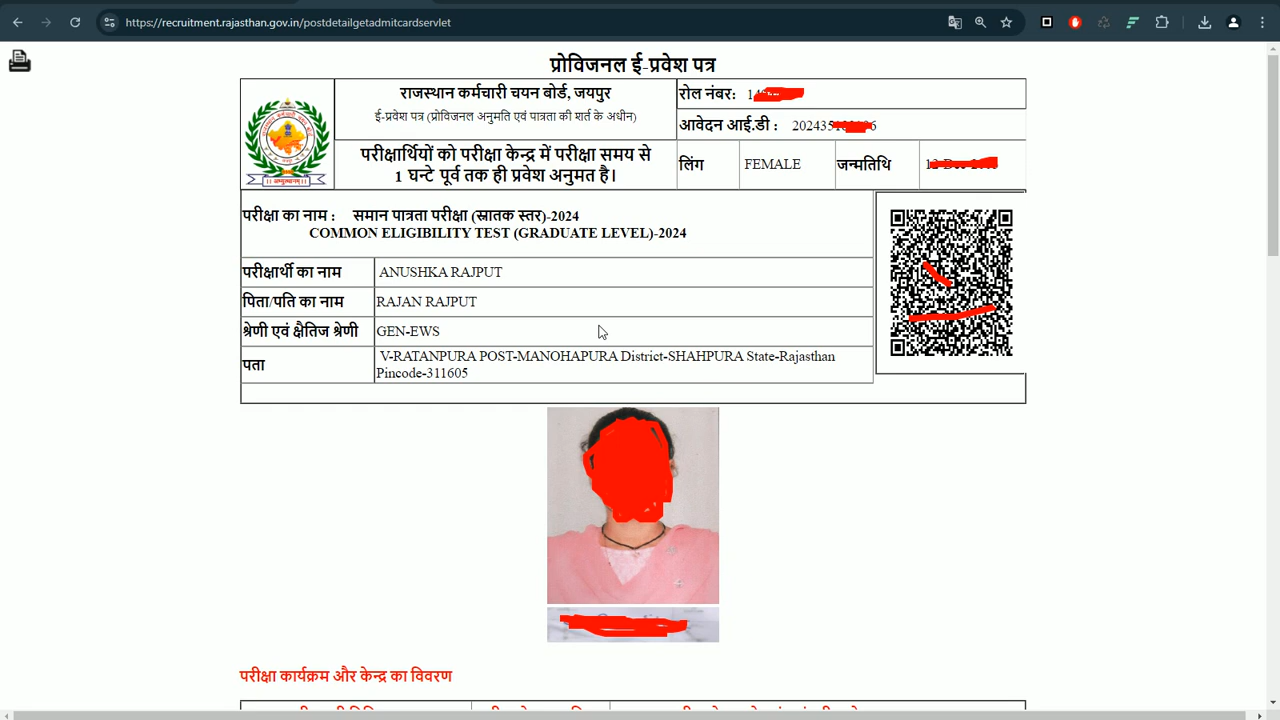 https://recruitment.rajasthan.gov.in/postdetailgetadmitcardservlet
प्रोविजनल ई-प्रवेश पत्र
राजस्थान कर्मचारी चयन बोर्ड, जयपुर
ई-प्रवेश पत्र (प्रोविजनल अनुमति एवं पात्रता की शर्त के अधीन)
रोल नंबर:
आवेदन आई.डी :
परीक्षार्थियों को परीक्षा केन्द्र में परीक्षा समय से
1 घन्टे पूर्व तक ही प्रवेश अनुमत है।
लिंग FEMALE जन्मतिथि
परीक्षा का नाम : समान पात्रता परीक्षा (स्नातक स्तर)-2024
COMMON ELIGIBILITY TEST (GRADUATE LEVEL)-2024
परीक्षार्थी का नाम ANUSHKA RAJPUT
पिता/पति का नाम RAJAN RAJPUT
श्रेणी एवं क्षैतिज श्रेणी GEN-EWS
पता V-RATANPURA POST-MANOHAPURA District-SHAHPURA State-Rajasthan
Pincode-311605
परीक्षा कार्यक्रम और केन्द्र का विवरण